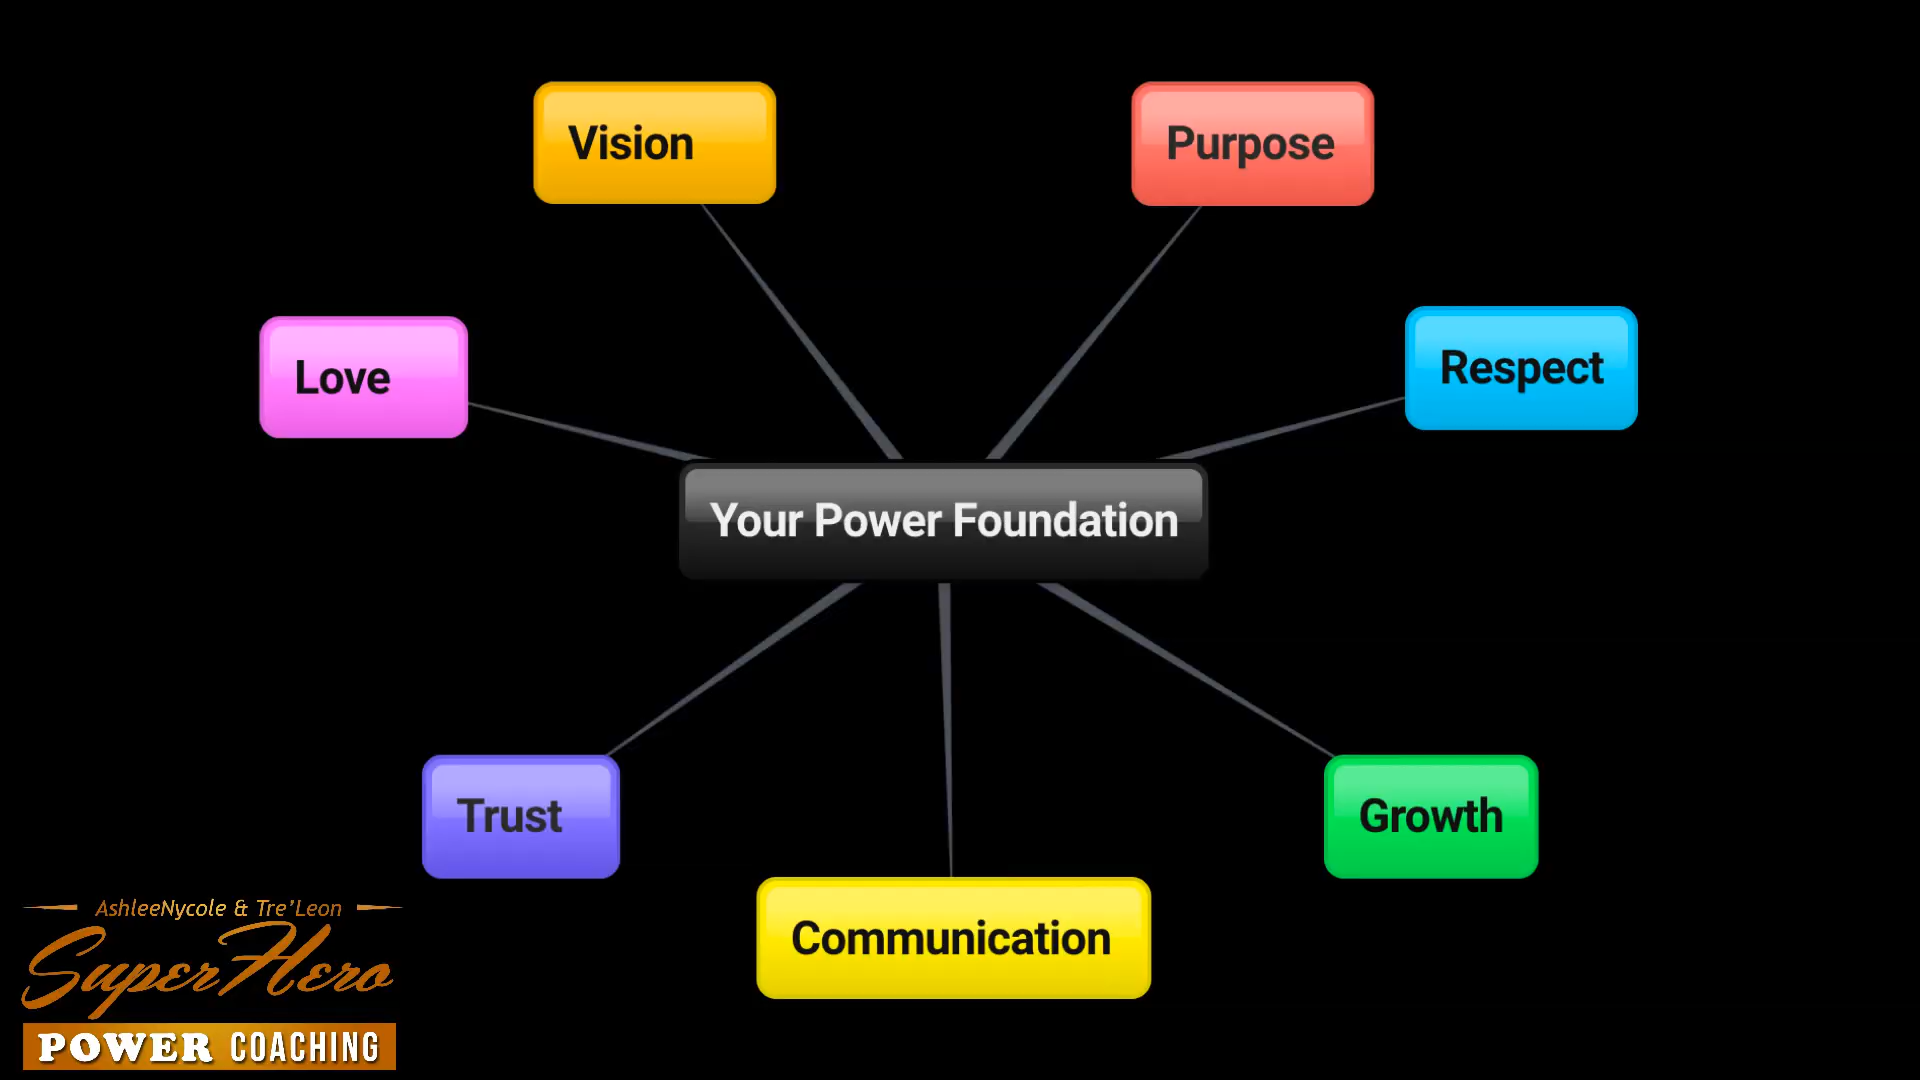 Vision
Purpose
Love
Respect
Your Power Foundation
Trust
Growth
Communication
AshleeNycole & Tre'Leon
SuperHero
POWER COACHING